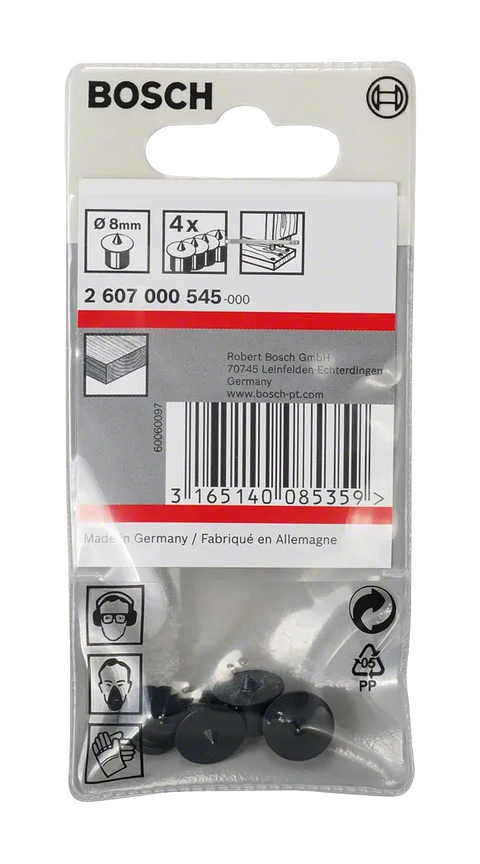 BOSCH
Ø 8mm
4x
2 607 000 545-000
Robert Bosch GmbH
70745 Leinfelden-Echterdingen
Germany
www.bosch-pt.com
60060097
3 165140 085359 >
Made in Germany / Fabriqué en Allemagne
05
PP